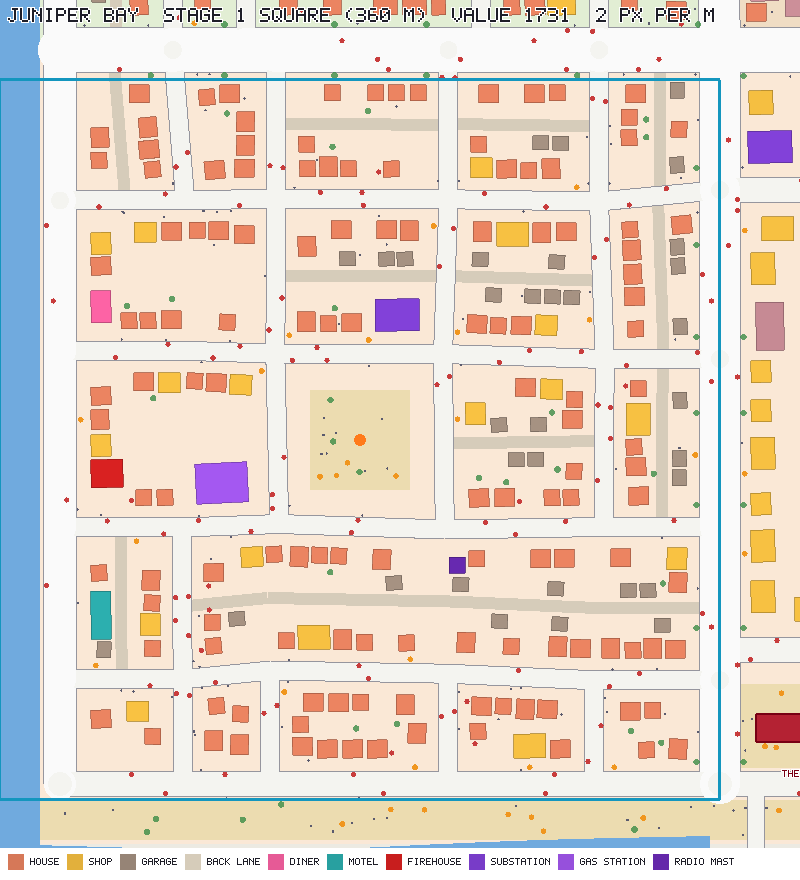 JUNIPER BAY  STAGE 1 SQUARE (360 M)  VALUE 1731  2 PX PER M
THE
HOUSE SHOP GARAGE BACK LANE DINER MOTEL FIREHOUSE SUBSTATION GAS STATION RADIO MAST